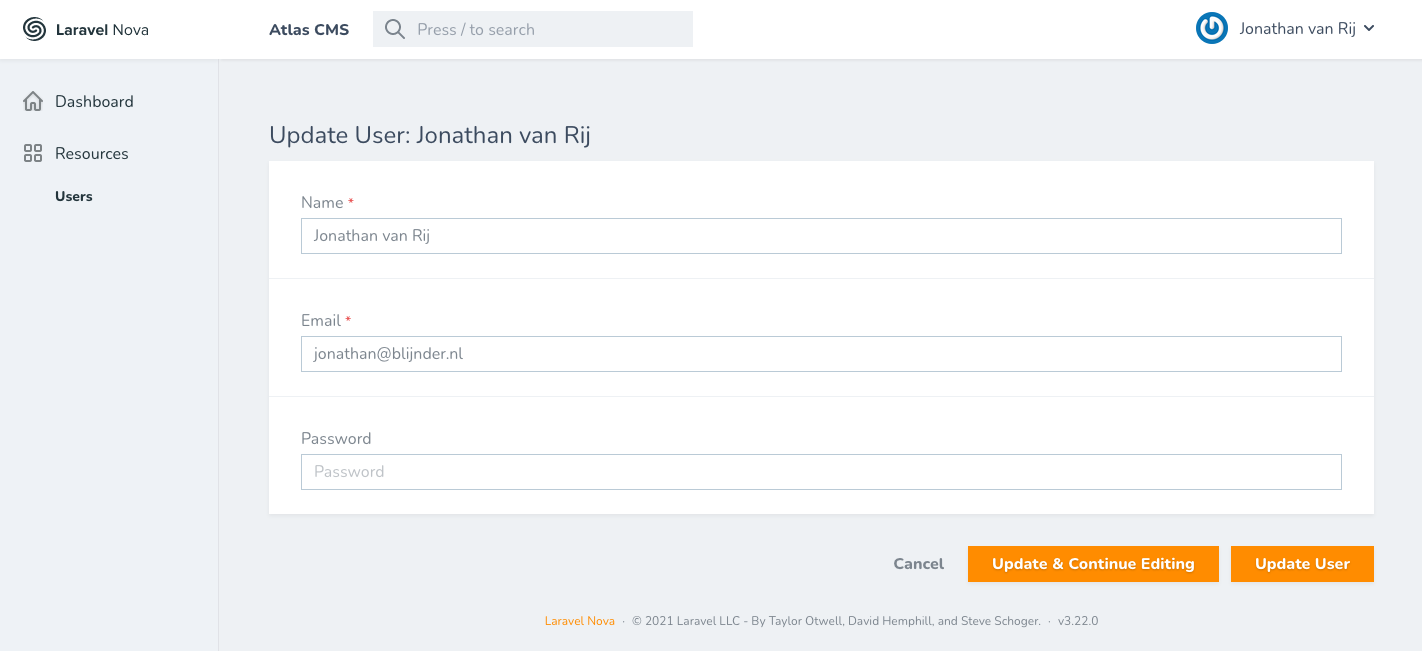 Laravel Nova
Atlas CMS
Press / to search
Jonathan van Rij
Dashboard
Resources
Users
Update User: Jonathan van Rij
Name *
Jonathan van Rij
Email *
jonathan@blijnder.nl
Password
Password
Cancel
Update & Continue Editing
Update User
Laravel Nova · © 2021 Laravel LLC - By Taylor Otwell, David Hemphill, and Steve Schoger. · v3.22.0